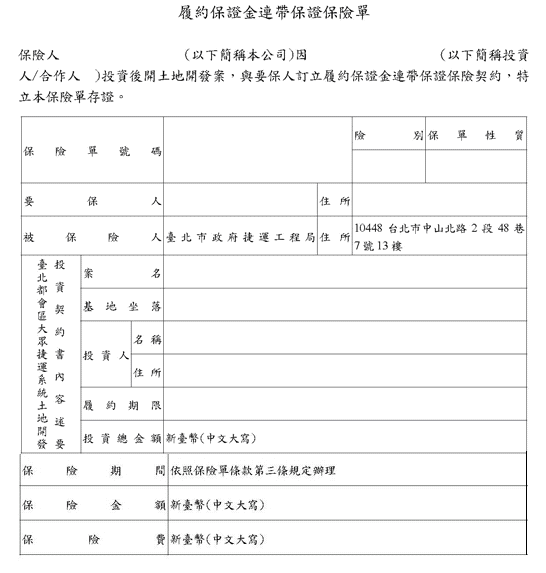 履約保證金連帶保證保險單
保險人 (以下簡稱本公司)因 (以下簡稱投資
人/合作人 )投資後開土地開發案，與要保人訂立履約保證金連帶保證保險契約，特
立本保險單存證。
保險單號碼 險別 保單性質
要保人 住所
被保險人 臺北市政府捷運工程局 住所 10448 台北市中山北路 2 段 48 巷
7 號 13 樓
臺北都會區大眾捷運系統土地開發
投資契約書內容述要
案名
基地坐落
投資人 名稱
住所
履約期限
投資總金額 新臺幣(中文大寫)
保險期間 依照保險單條款第三條規定辦理
保險金額 新臺幣(中文大寫)
保險費 新臺幣(中文大寫)